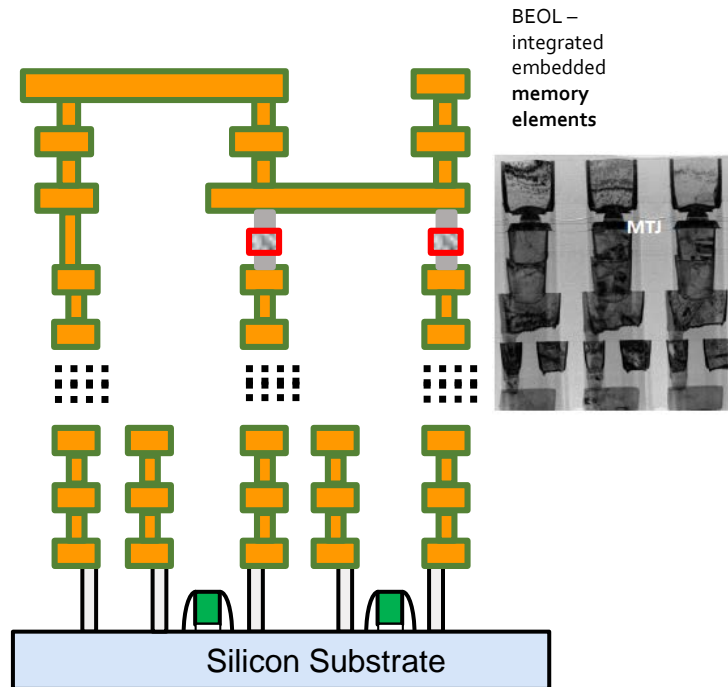 BEOL –
integrated
embedded
memory
elements
MTJ
Silicon Substrate